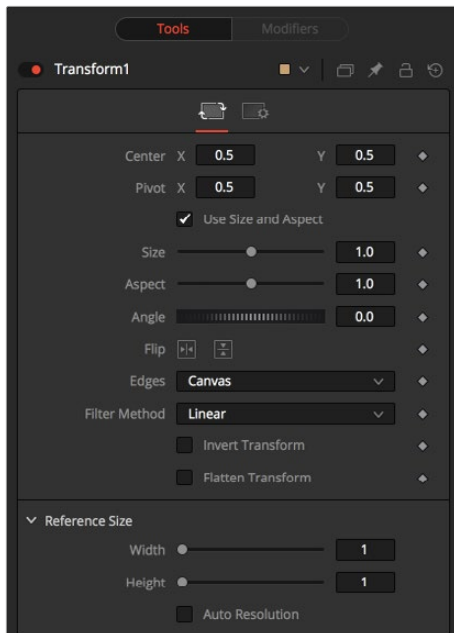 Tools Modifiers
Transform1
Center X 0.5 Y 0.5
Pivot X 0.5 Y 0.5
Use Size and Aspect
Size 1.0
Aspect 1.0
Angle 0.0
Flip
Edges Canvas
Filter Method Linear
Invert Transform
Flatten Transform
Reference Size
Width 1
Height 1
Auto Resolution